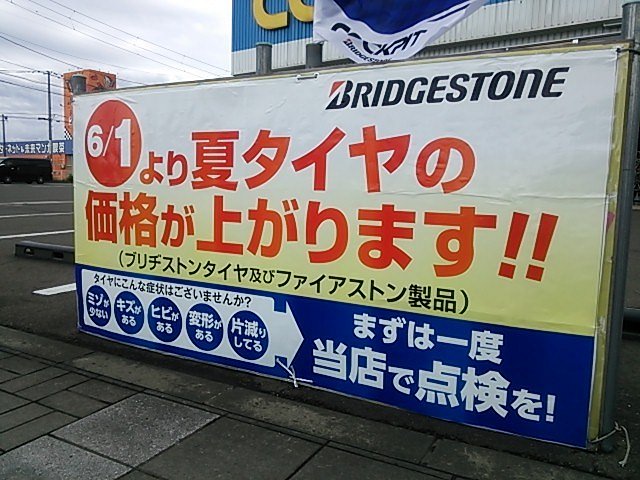 CO
COCKPIT
BRIDGESTONE
BRIDGESTONE
6/1より夏タイヤの
価格が上がります!!
(ブリヂストンタイヤ及びファイアストン製品)
タイヤにこんな症状はございませんか?
ミゾが少ない
キズがある
ヒビがある
変形がある
片減りしてる
まずは一度
当店で点検を!